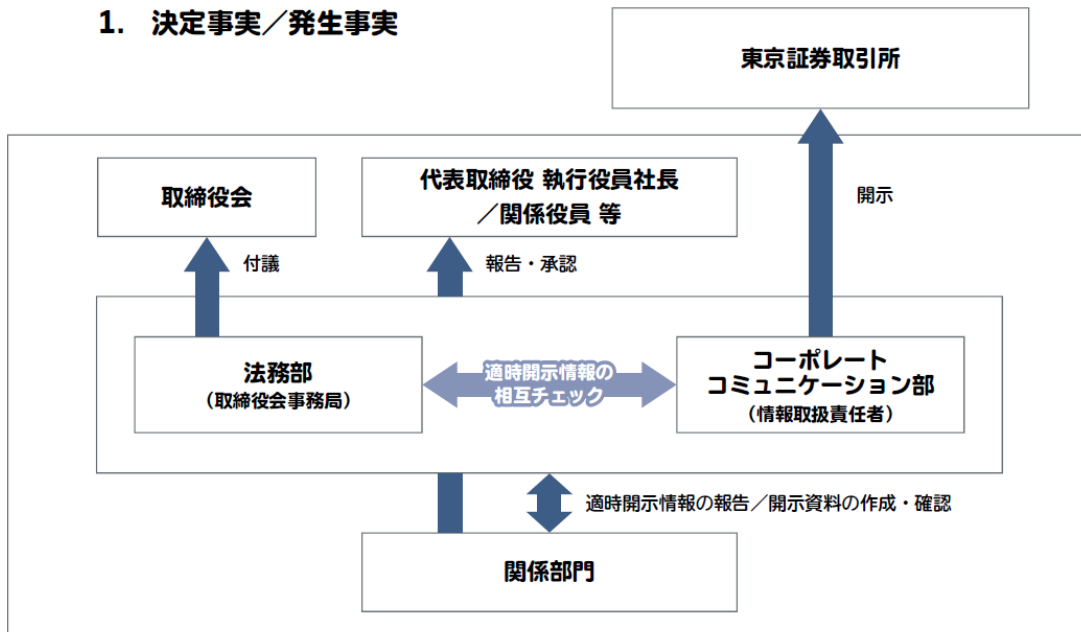 1. 決定事実／発生事実
東京証券取引所
取締役会
代表取締役 執行役員社長
／関係役員 等
開示
付議
報告・承認
法務部
（取締役会事務局）
適時開示情報の
相互チェック
コーポレート
コミュニケーション部
（情報取扱責任者）
適時開示情報の報告／開示資料の作成・確認
関係部門